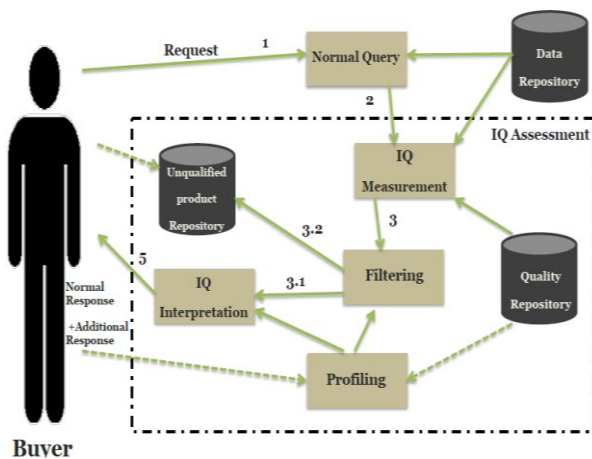 Request
1
Normal Query
Data
Repository
2
IQ Assessment
IQ
Measurement
Unqualified
product
Repository
3
3.2
Filtering
Quality
Repository
5
3.1
IQ
Interpretation
Normal
Response
+Additional
Response
Profiling
Buyer